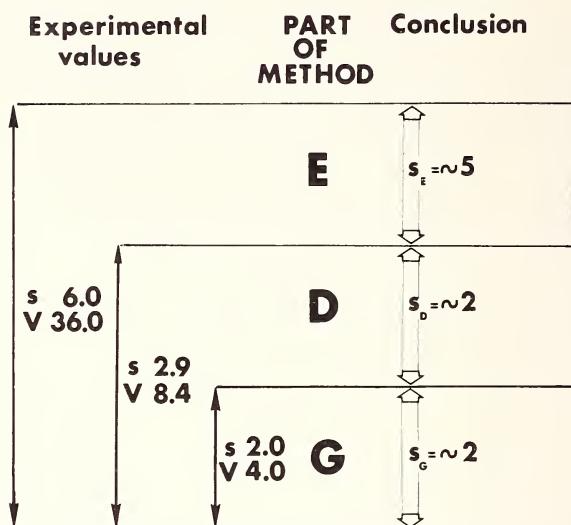 Experimental values
PART OF METHOD
Conclusion
E
s_E = ~5
s 6.0
V 36.0
D
s_D = ~2
s 2.9
V 8.4
s 2.0
V 4.0
G
s_G = ~2